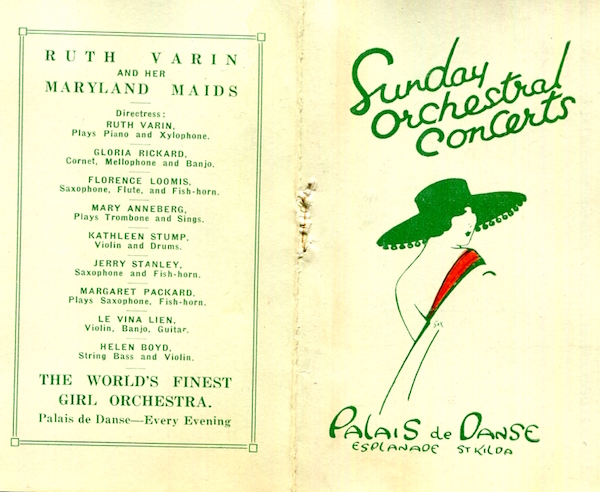 RUTH VARIN
AND HER
MARYLAND MAIDS
Directress:
RUTH VARIN,
Plays Piano and Xylophone.
GLORIA RICKARD,
Cornet, Mellophone and Banjo.
FLORENCE LOOMIS,
Saxophone, Flute, and Fish-horn.
MARY ANNEBERG,
Plays Trombone and Sings.
KATHLEEN STUMP,
Violin and Drums.
JERRY STANLEY,
Saxophone and Fish-horn.
MARGARET PACKARD,
Plays Saxophone, Fish-horn.
LE VINA LIEN,
Violin, Banjo, Guitar.
HELEN BOYD,
String Bass and Violin.
THE WORLD'S FINEST
GIRL ORCHESTRA.
Palais de Danse—Every Evening
Sunday
Orchestral
Concerts
PALAIS de DANSE
ESPLANADE ST KILDA